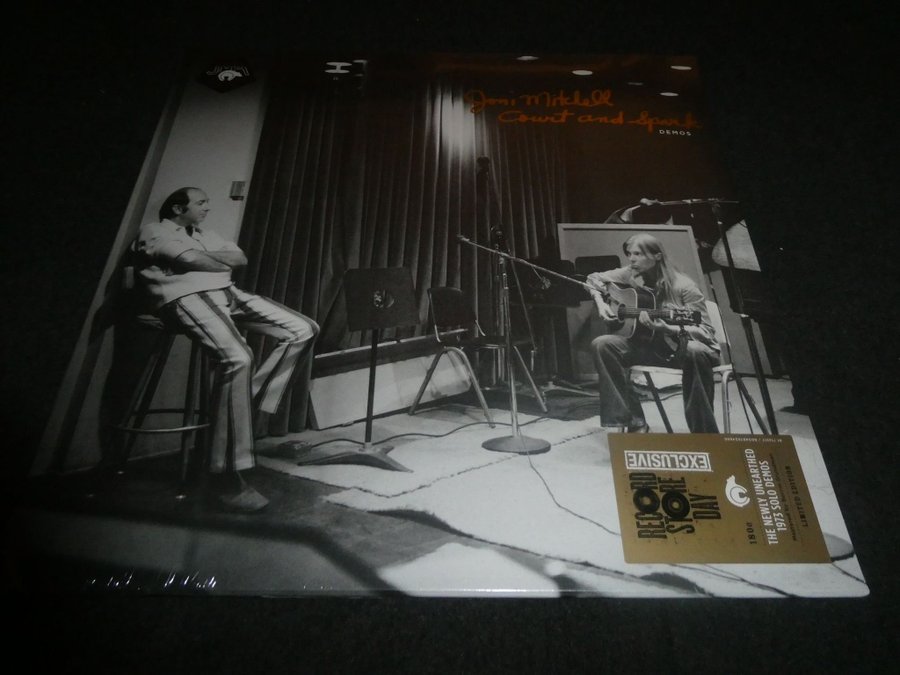 Joni Mitchell
Court and Spark
DEMOS
EXCLUSIVE
RECORD
STORE
DAY
180G
THE NEWLY UNEARTHED
1973 SOLO DEMOS
LIMITED EDITION